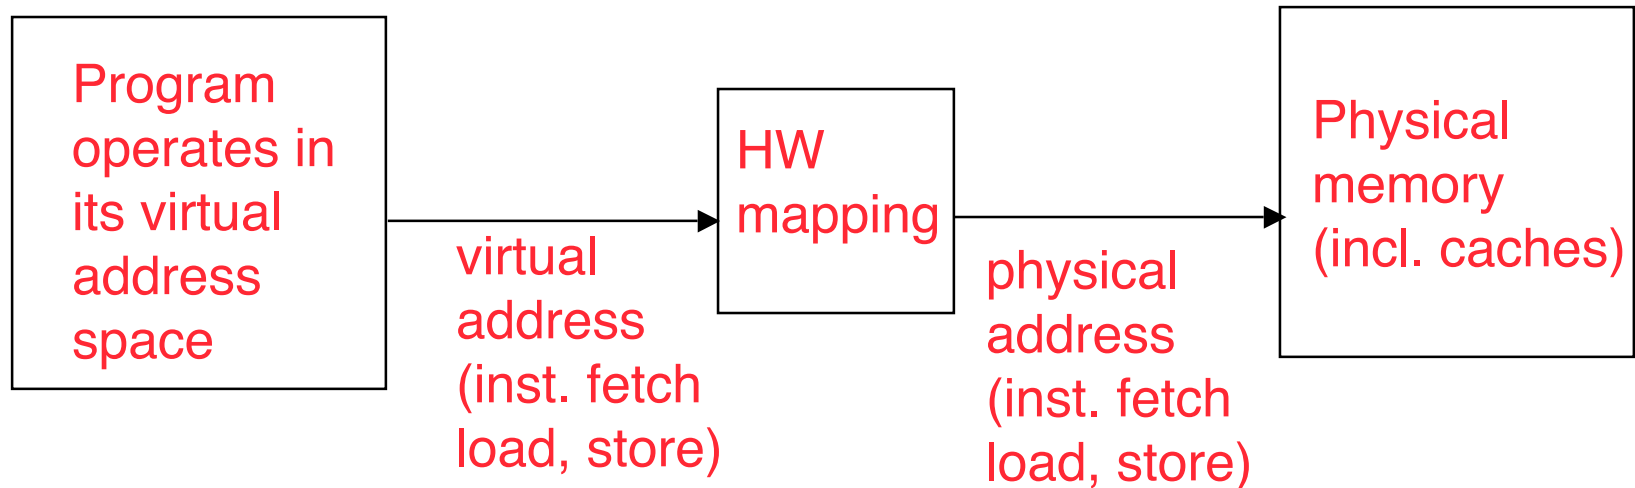 Program
operates in
its virtual
address
space
virtual
address
(inst. fetch
load, store)
HW
mapping
physical
address
(inst. fetch
load, store)
Physical
memory
(incl. caches)